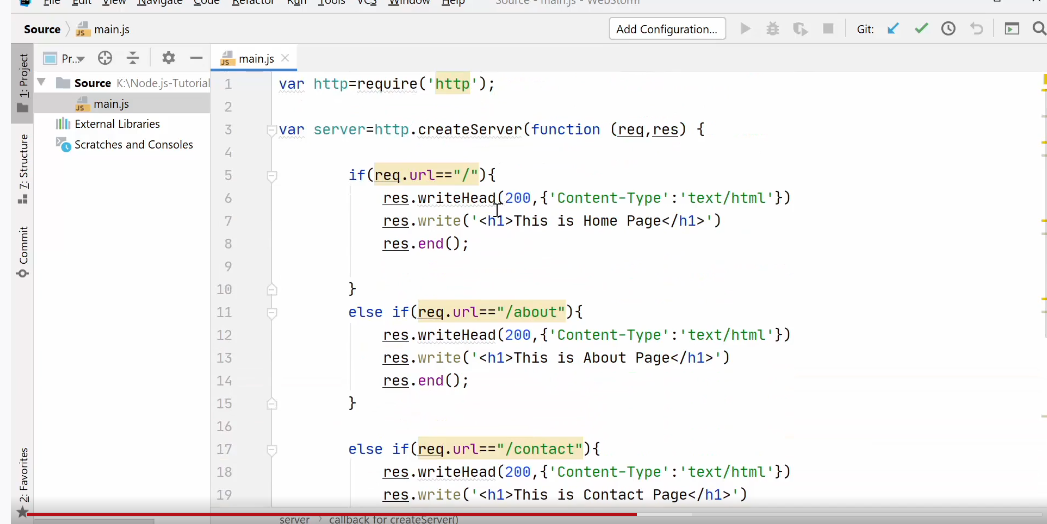 File Edit View Navigate Code Refactor Run Tools VCS Window Help Source - main.js - WebStorm
Source main.js Add Configuration... Git:
1: Project
Pr... main.js
Source K:\Node.js-Tutorial
main.js
External Libraries
Scratches and Consoles
7: Structure
Commit
2: Favorites
1 var http=require('http');
2
3 var server=http.createServer(function (req,res) {
4
5 if(req.url=="/"){
6 res.writeHead(200,{'Content-Type':'text/html'})
7 res.write('<h1>This is Home Page</h1>')
8 res.end();
9
10 }
11 else if(req.url=="/about"){
12 res.writeHead(200,{'Content-Type':'text/html'})
13 res.write('<h1>This is About Page</h1>')
14 res.end();
15 }
16
17 else if(req.url=="/contact"){
18 res.writeHead(200,{'Content-Type':'text/html'})
19 res.write('<h1>This is Contact Page</h1>')
server callback for createServer()